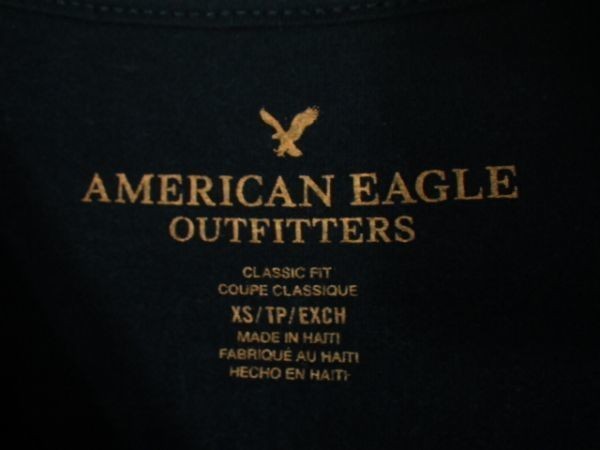 AMERICAN EAGLE
OUTFITTERS
CLASSIC FIT
COUPE CLASSIQUE
XS/TP/EXCH
MADE IN HAITI
FABRIQUÉ AU HAITI
HECHO EN HAITI